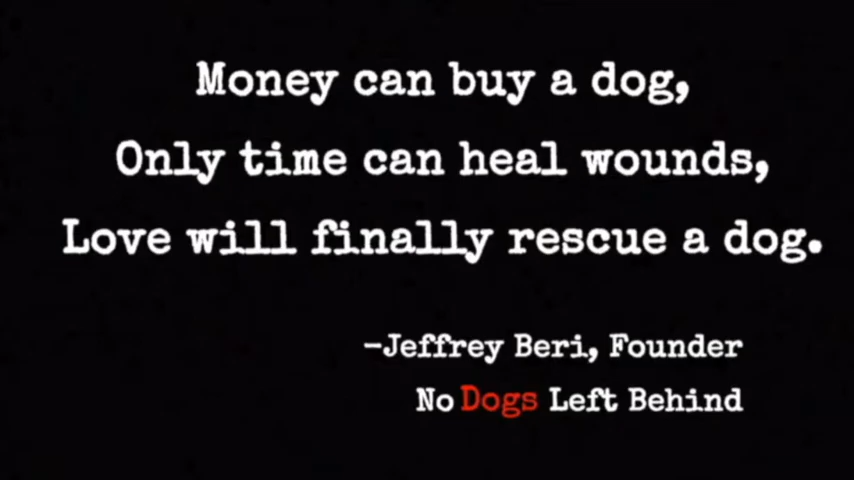 Money can buy a dog,
Only time can heal wounds,
Love will finally rescue a dog.
-Jeffrey Beri, Founder
No Dogs Left Behind